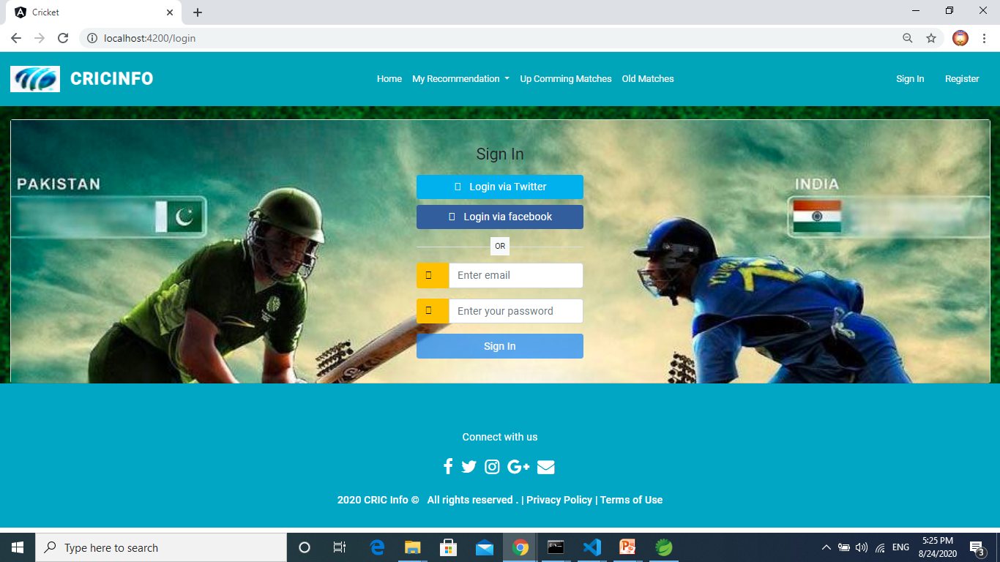 Cricket
localhost:4200/login
CRICINFO
Home My Recommendation Up Comming Matches Old Matches
Sign In Register
Sign In
PAKISTAN
INDIA
Login via Twitter
Login via facebook
OR
Enter email
Enter your password
Sign In
Connect with us
2020 CRIC Info © All rights reserved . | Privacy Policy | Terms of Use
Type here to search
ENG
5:25 PM
8/24/2020
3